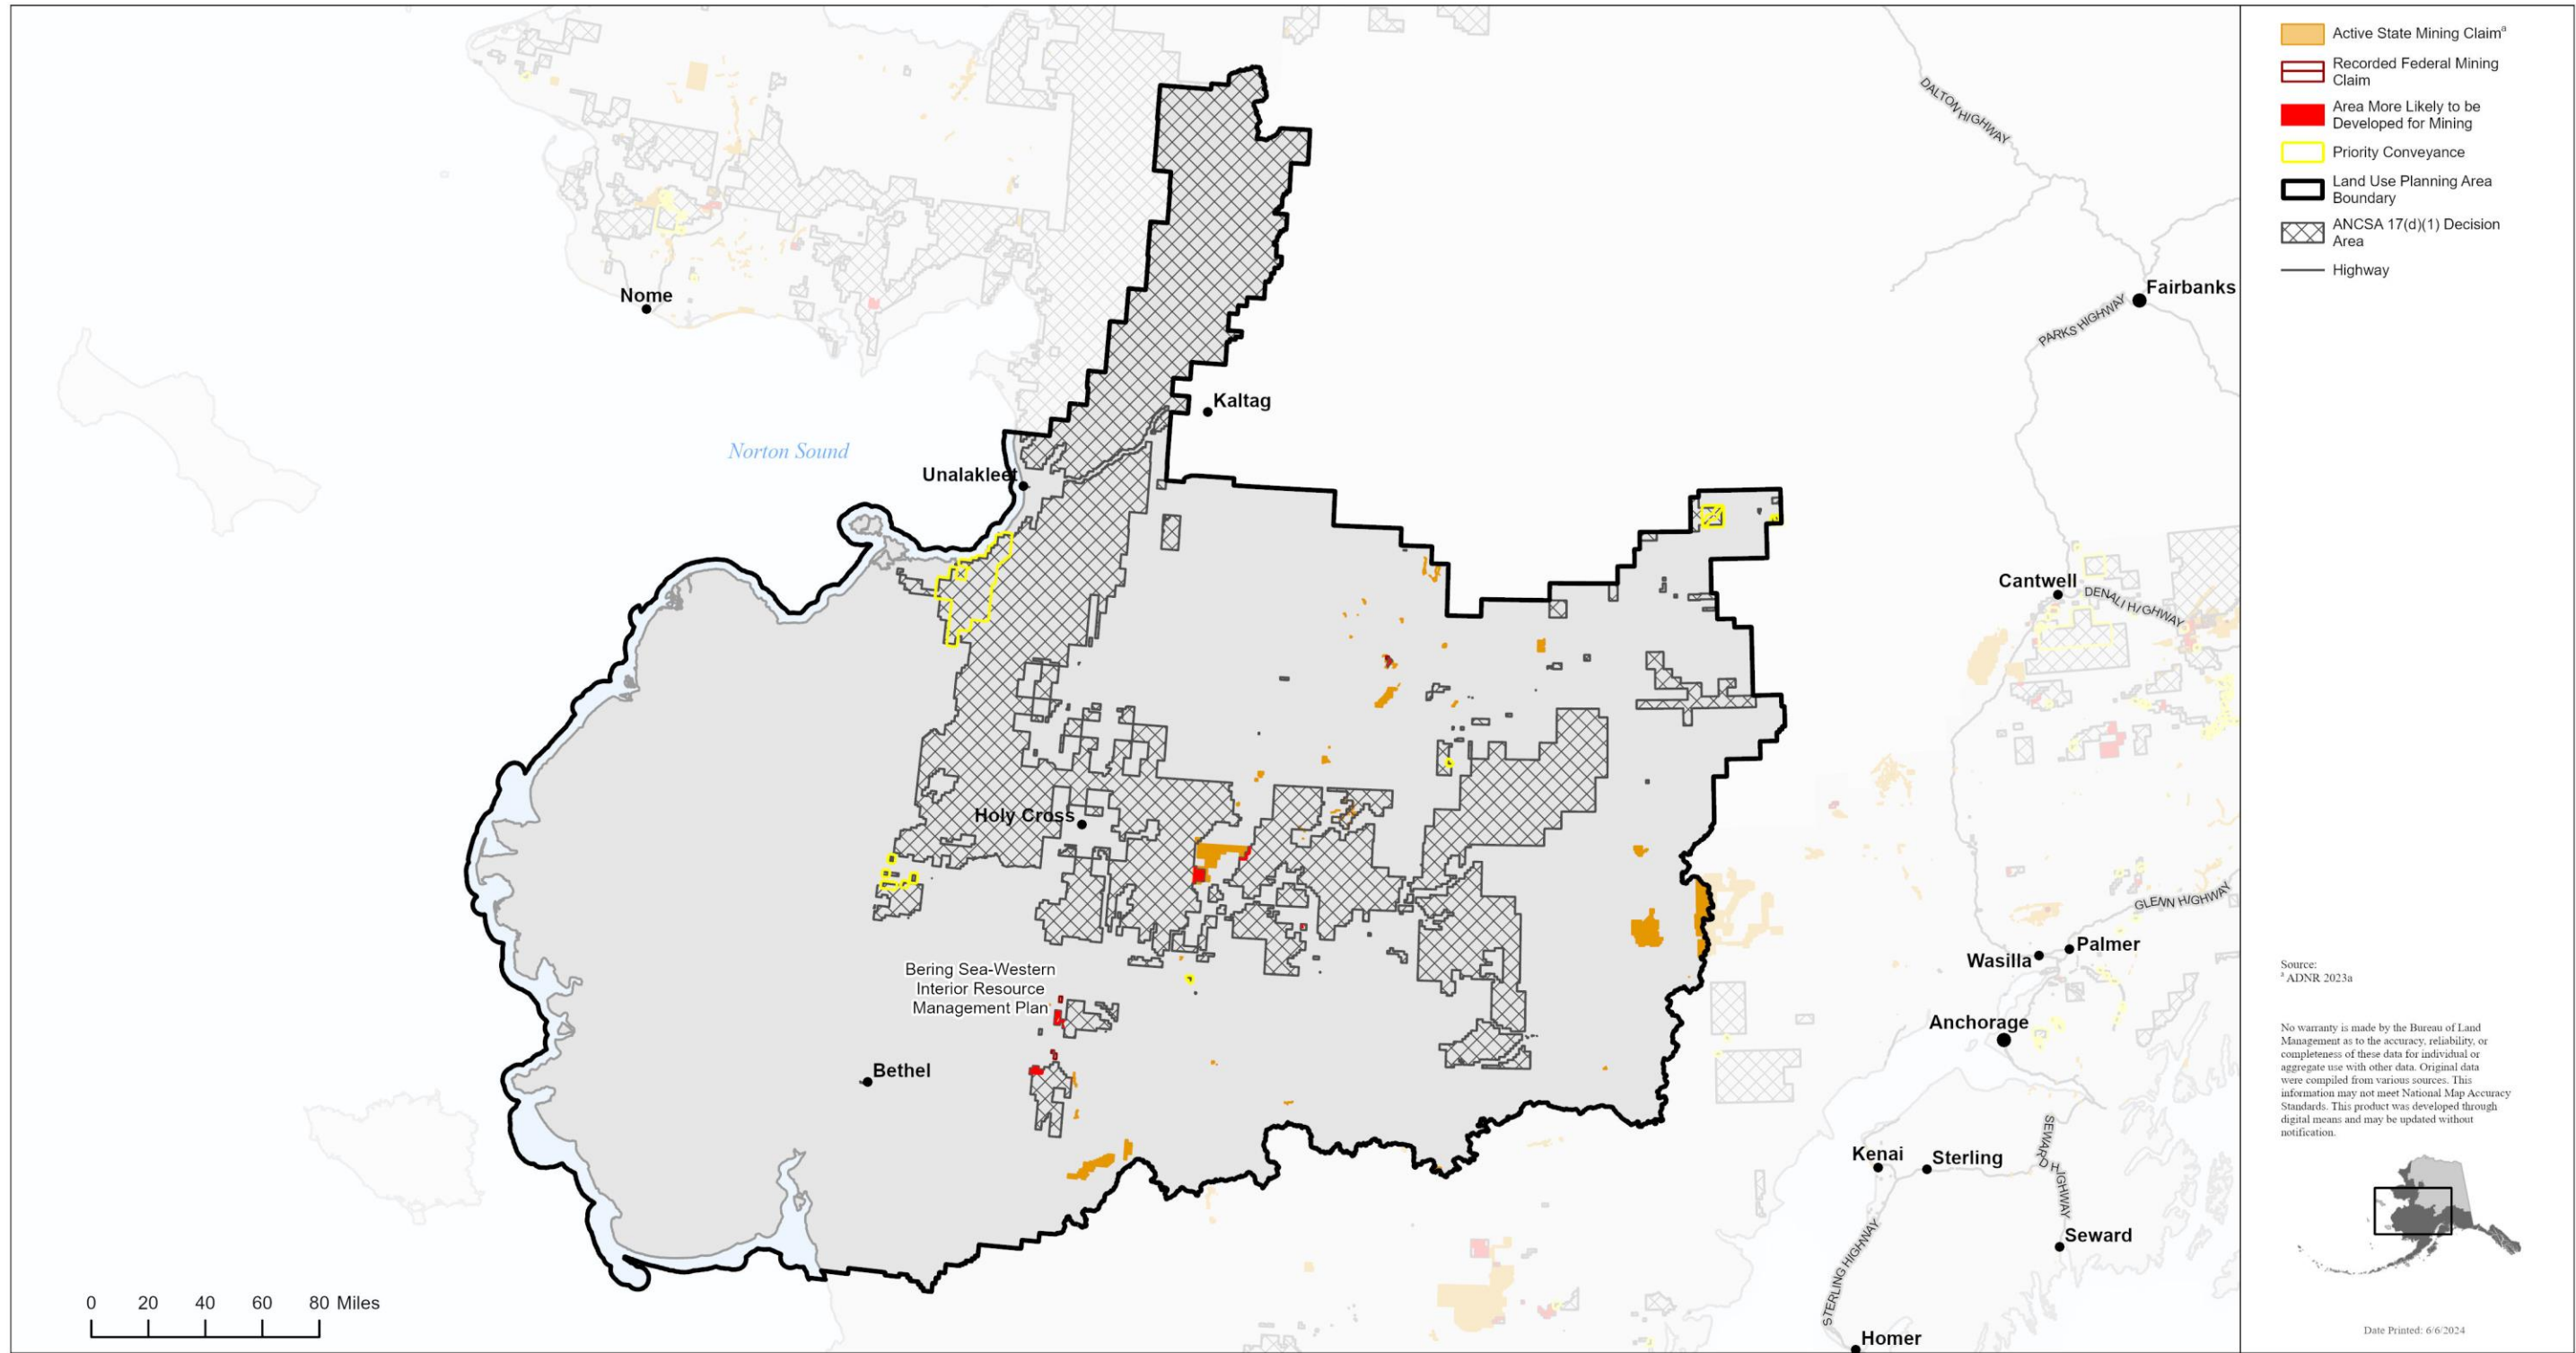 DALTON HIGHWAY
Nome
Fairbanks
PARKS HIGHWAY
Kaltag
Norton Sound
Unalakleet
Cantwell
DENALI HIGHWAY
Holy Cross
GLENN HIGHWAY
Palmer
Wasilla
Bering Sea-Western
Interior Resource
Management Plan
Anchorage
Bethel
SEWARD HIGHWAY
Kenai
Sterling
STERLING HIGHWAY
Seward
Homer
0 20 40 60 80 Miles
Active State Mining Claimª
Recorded Federal Mining
Claim
Area More Likely to be
Developed for Mining
Priority Conveyance
Land Use Planning Area
Boundary
ANCSA 17(d)(1) Decision
Area
Highway
Source:
ª ADNR 2023a
No warranty is made by the Bureau of Land
Management as to the accuracy, reliability, or
completeness of these data for individual or
aggregate use with other data. Original data
were compiled from various sources. This
information may not meet National Map Accuracy
Standards. This product was developed through
digital means and may be updated without
notification.
Date Printed: 6/6/2024